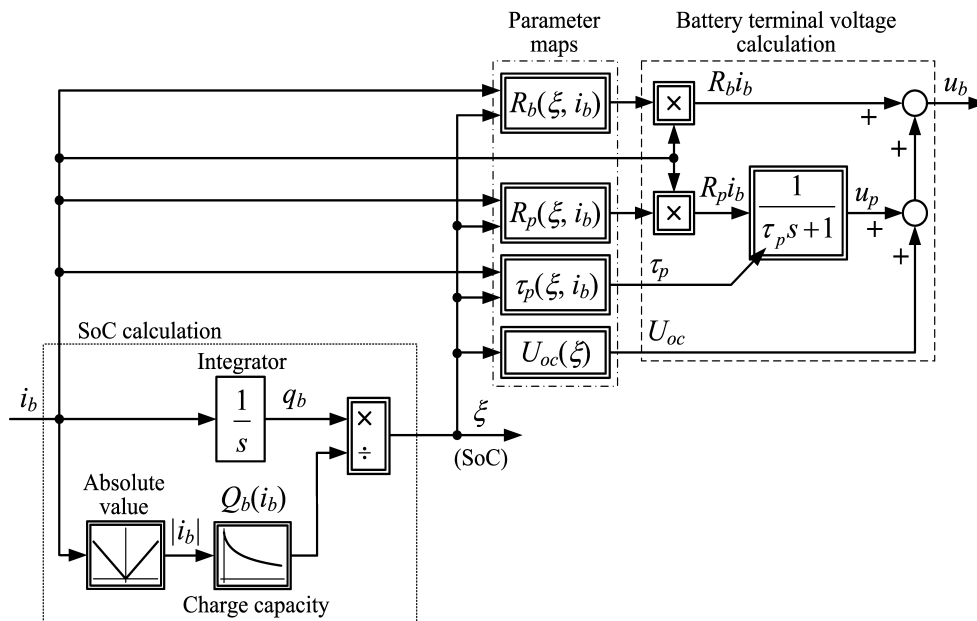 Parameter
maps
Battery terminal voltage
calculation
R_b(ξ, i_b)
×
R_b i_b
+
u_b
+
R_p(ξ, i_b)
×
R_p i_b
1
τ_p s+1
u_p
+
+
τ_p(ξ, i_b)
τ_p
U_oc(ξ)
U_oc
SoC calculation
Integrator
i_b
1
s
q_b
×
÷
ξ
(SoC)
Absolute
value
|i_b|
Q_b(i_b)
Charge capacity